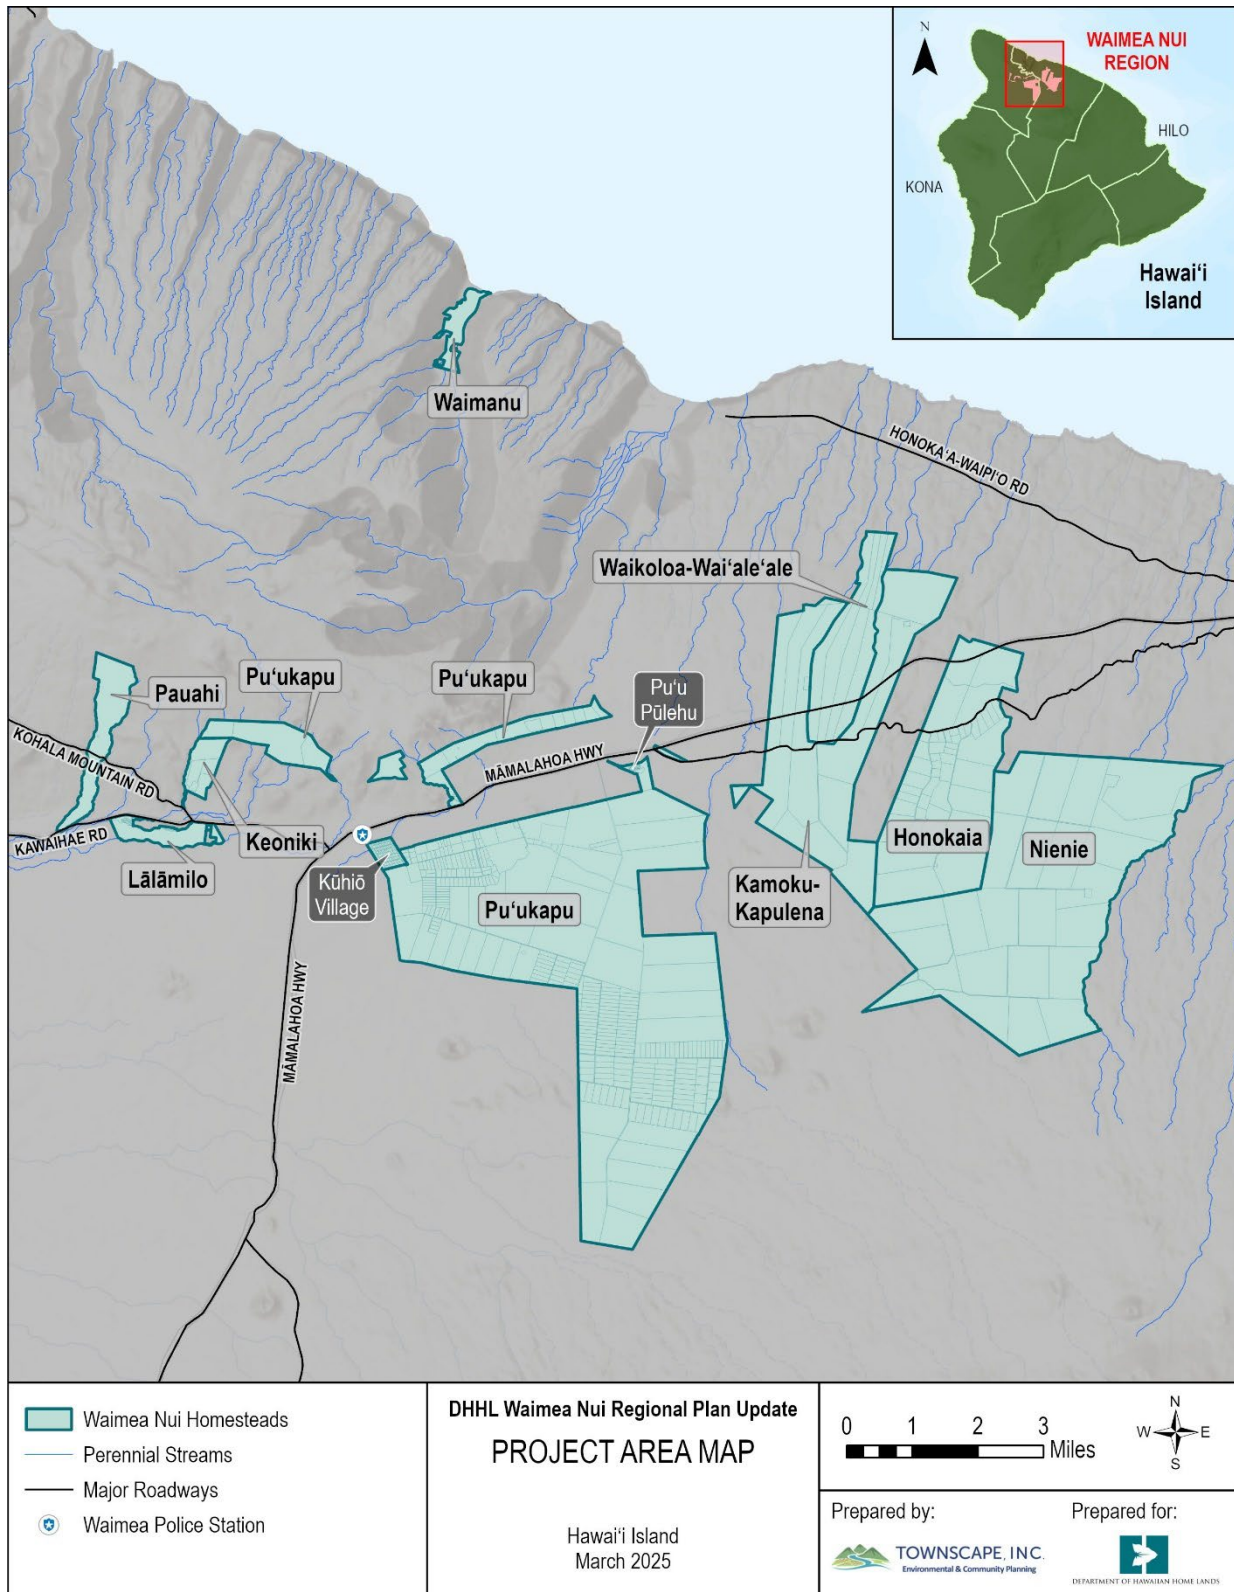 N
WAIMEA NUI
REGION
HILO
KONA
Hawaiʻi
Island
Waimanu
HONOKAʻA-WAIPIʻO RD
Waikoloa-Waiʻaleʻale
Pauahi
Puʻukapu
Puʻukapu
Puʻu
Pūlehu
KOHALA MOUNTAIN RD
MĀMALAHOA HWY
KAWAIHAE RD
Keoniki
Lālāmilo
Kūhiō
Village
Puʻukapu
Kamoku-
Kapulena
Honokaia
Nienie
MĀMALAHOA HWY
Waimea Nui Homesteads
Perennial Streams
Major Roadways
Waimea Police Station
DHHL Waimea Nui Regional Plan Update
PROJECT AREA MAP
Hawaiʻi Island
March 2025
0 1 2 3
Miles
N
W E
S
Prepared by:
TOWNSCAPE, INC.
Environmental & Community Planning
Prepared for:
DEPARTMENT OF HAWAIIAN HOME LANDS